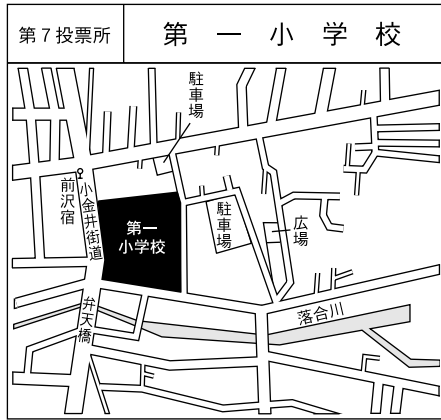 第7投票所
第一小学校
駐車場
前沢宿
小金井街道
第一
小学校
駐車場
広場
弁天橋
落合川